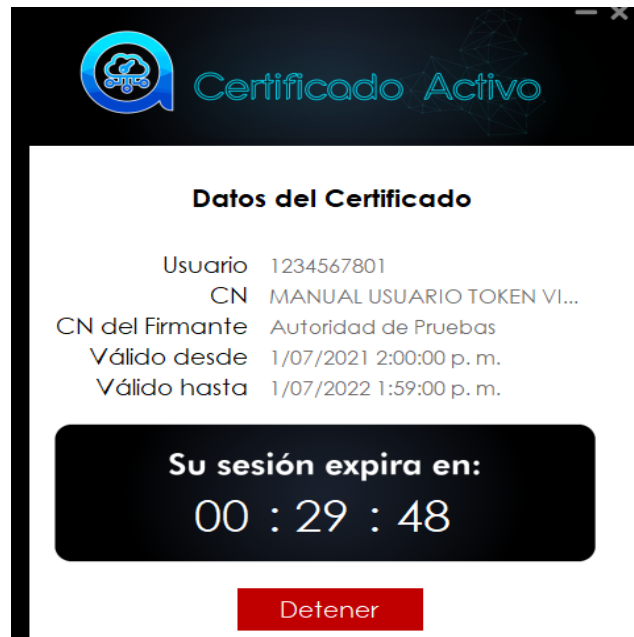 Certificado Activo
Datos del Certificado
Usuario 1234567801
CN MANUAL USUARIO TOKEN VI...
CN del Firmante Autoridad de Pruebas
Válido desde 1/07/2021 2:00:00 p. m.
Válido hasta 1/07/2022 1:59:00 p. m.
Su sesión expira en:
00 : 29 : 48
Detener